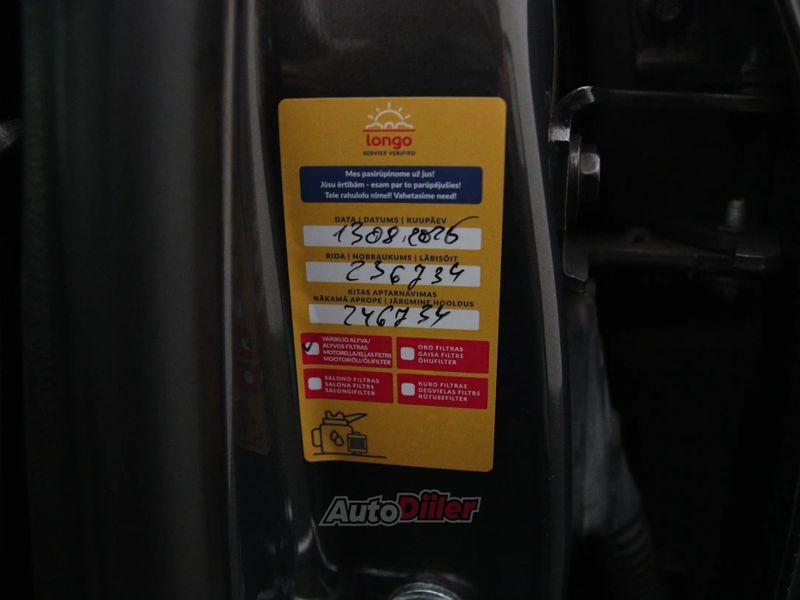 longo
SERVICE VERIFIED
Mes pasirūpinome už jus!
Jūsu ērtībām - esam par to parūpējušies!
Teie rahulolu nimel! Vahetasime need!
DATA | DATUMS | KUUPÄEV
13 08.2025
RIDA | NOBRAUKUMS | LÄBISÕIT
236734
KITAS APTARNAVIMAS
NĀKAMĀ APKOPE | JÄRGMINE HOOLDUS
246734
VARIKLIO ALYVA/
ALYVOS FILTRAS
MOTOREĻĻA/EĻĻAS FILTRS
MOOTORIÕLI/ÕLIFILTER
ORO FILTRAS
GAISA FILTRS
ÕHUFILTER
SALONO FILTRAS
SALONA FILTRS
SALONGIFILTER
KURO FILTRAS
DEGVIELAS FILTRS
KÜTUSEFILTER
AutoDiiler